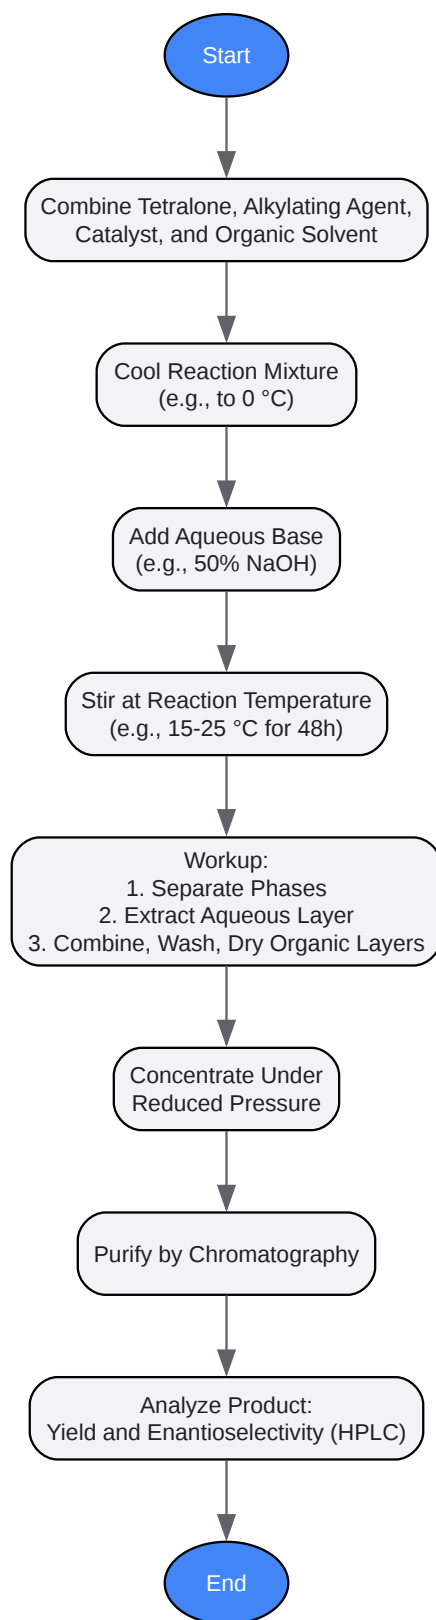 Start
Combine Tetralone, Alkylating Agent,
Catalyst, and Organic Solvent
Cool Reaction Mixture
(e.g., to 0 °C)
Add Aqueous Base
(e.g., 50% NaOH)
Stir at Reaction Temperature
(e.g., 15-25 °C for 48h)
Workup:
1. Separate Phases
2. Extract Aqueous Layer
3. Combine, Wash, Dry Organic Layers
Concentrate Under
Reduced Pressure
Purify by Chromatography
Analyze Product:
Yield and Enantioselectivity (HPLC)
End